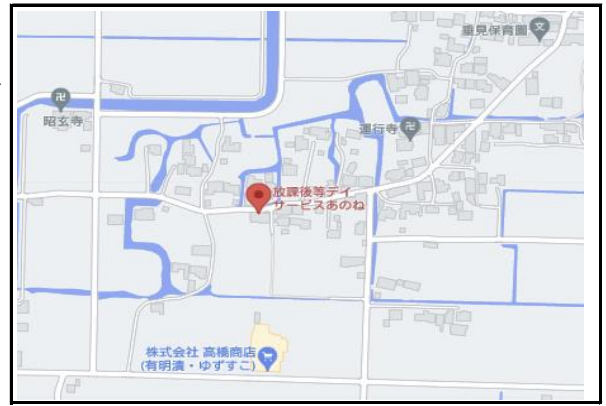 垂見保育園
昭玄寺
運行寺
放課後等デイ
サービスあのね
株式会社 高橋商店
(有明漬・ゆずすこ)